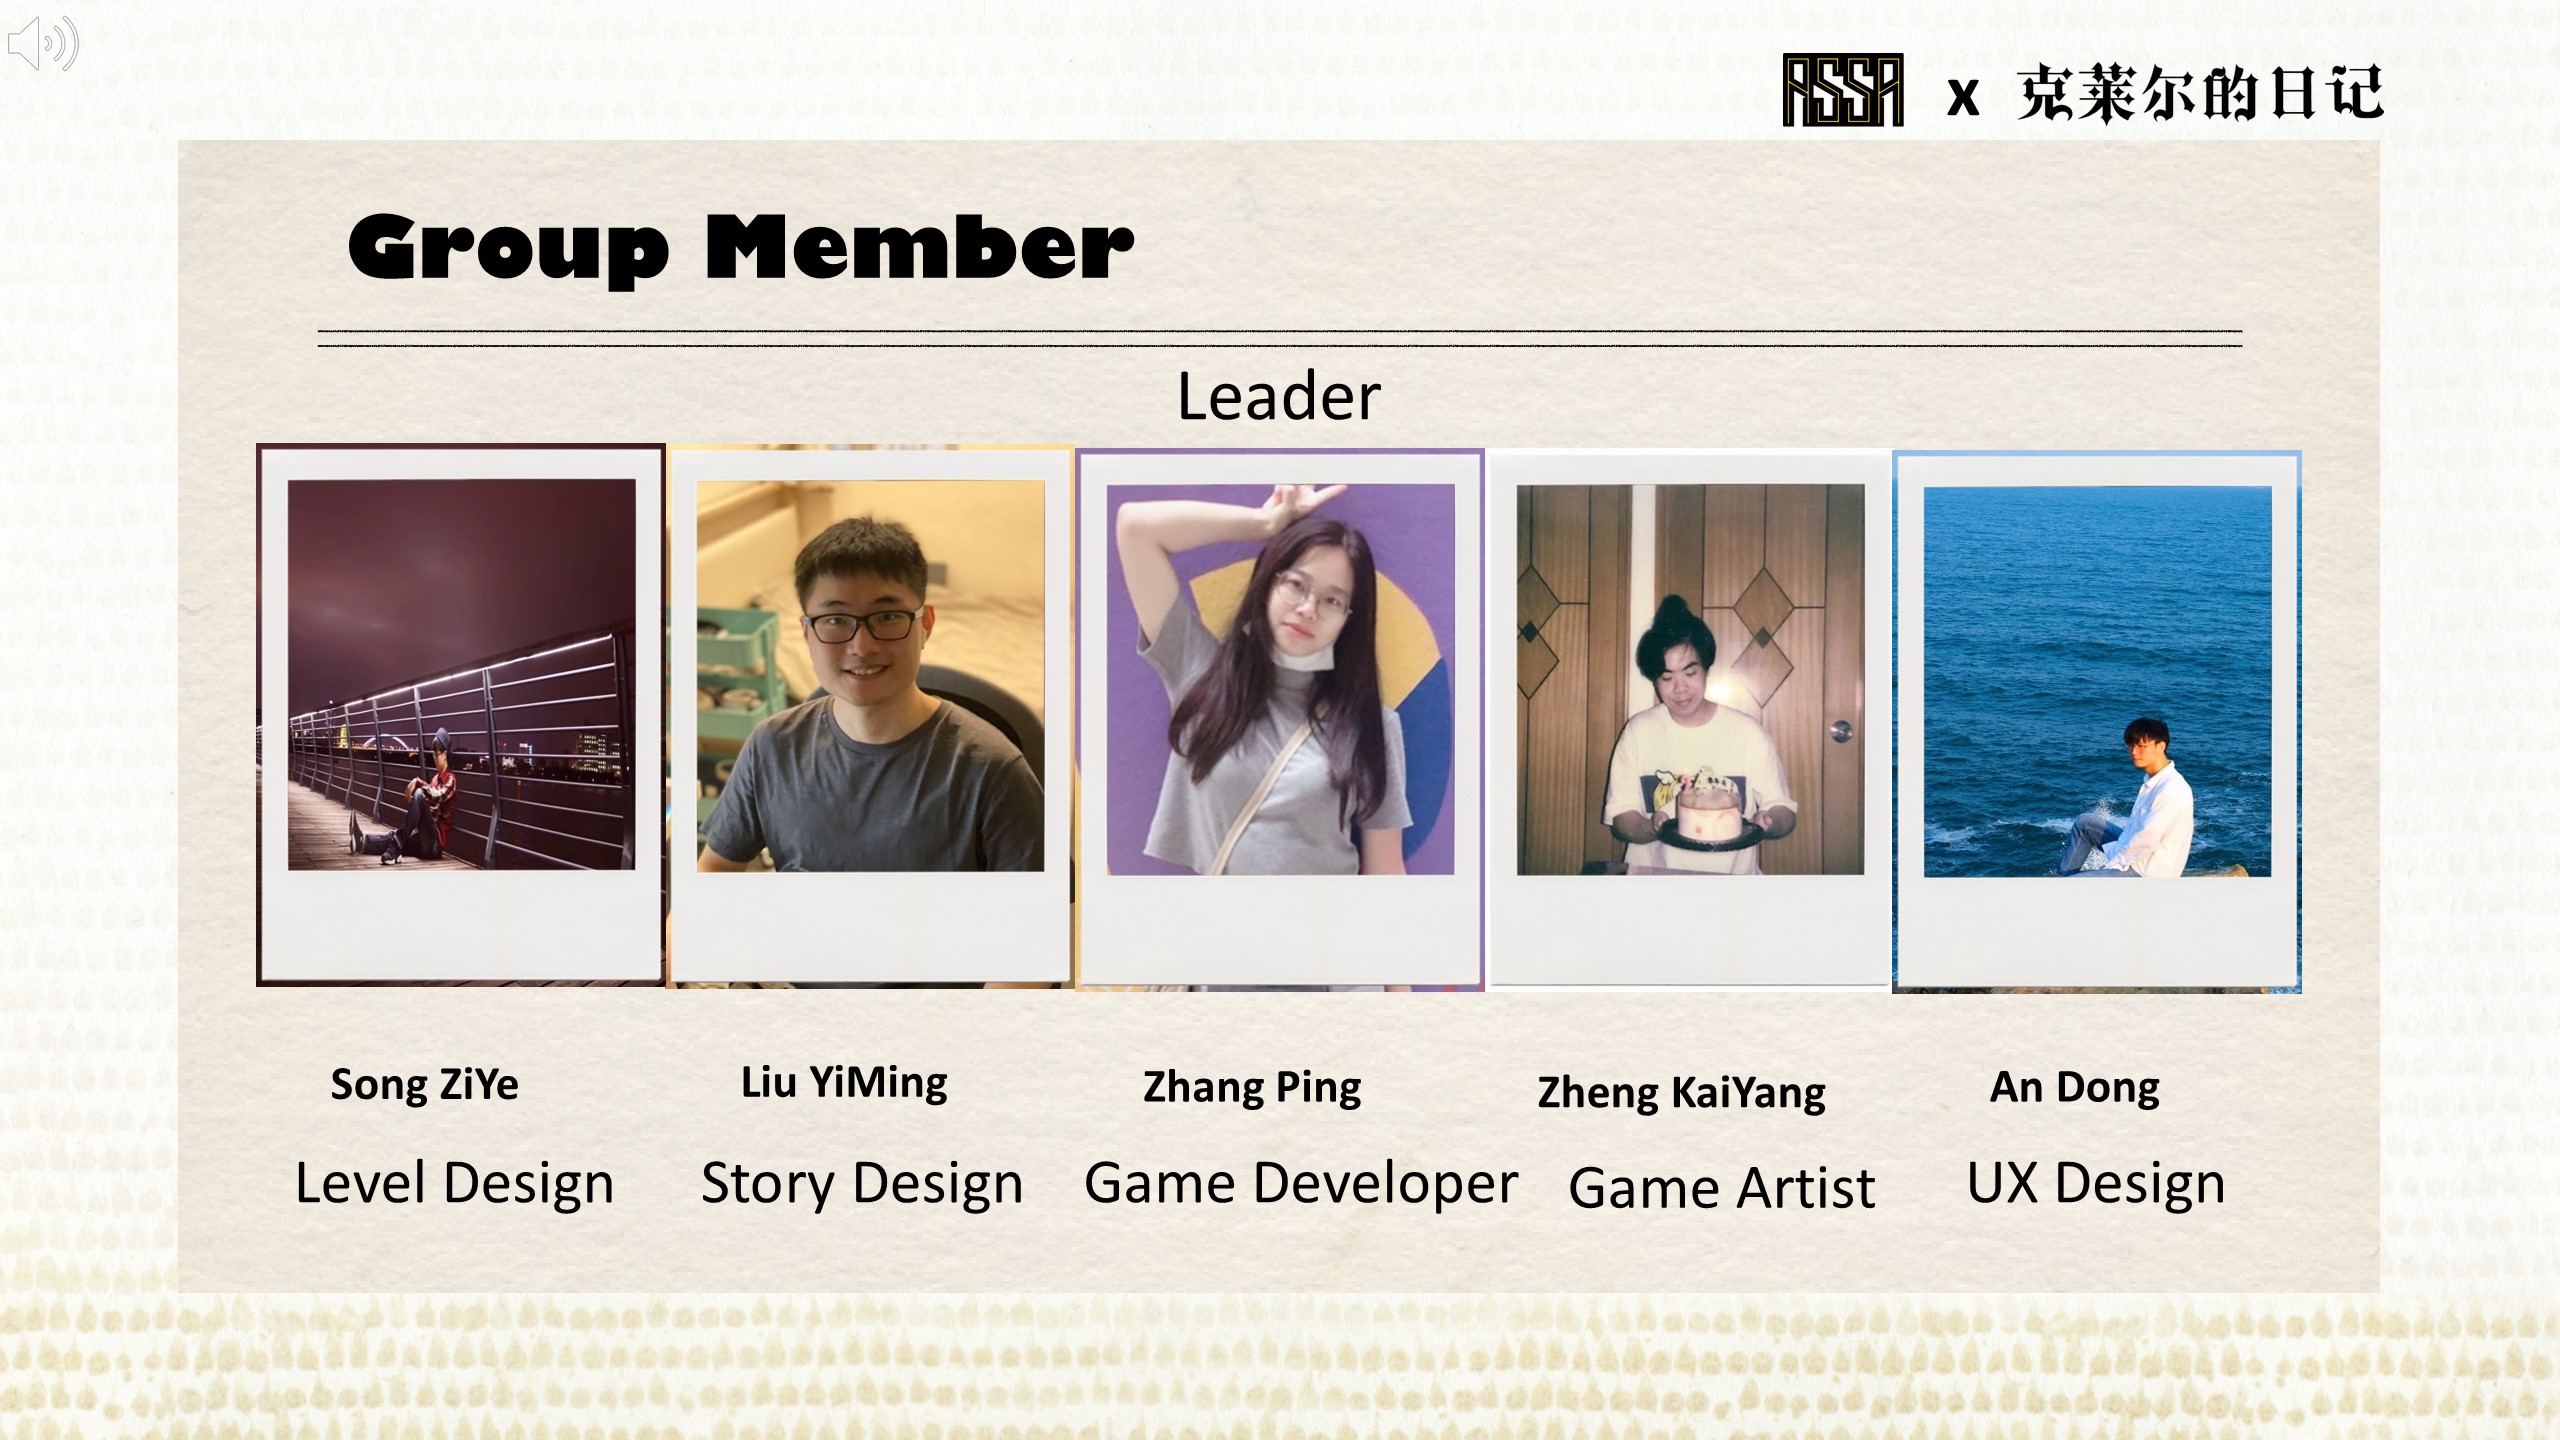 ASSA x 克莱尔的日记
Group Member
Leader
Song ZiYe
Liu YiMing
Zhang Ping
Zheng KaiYang
An Dong
Level Design
Story Design
Game Developer
Game Artist
UX Design